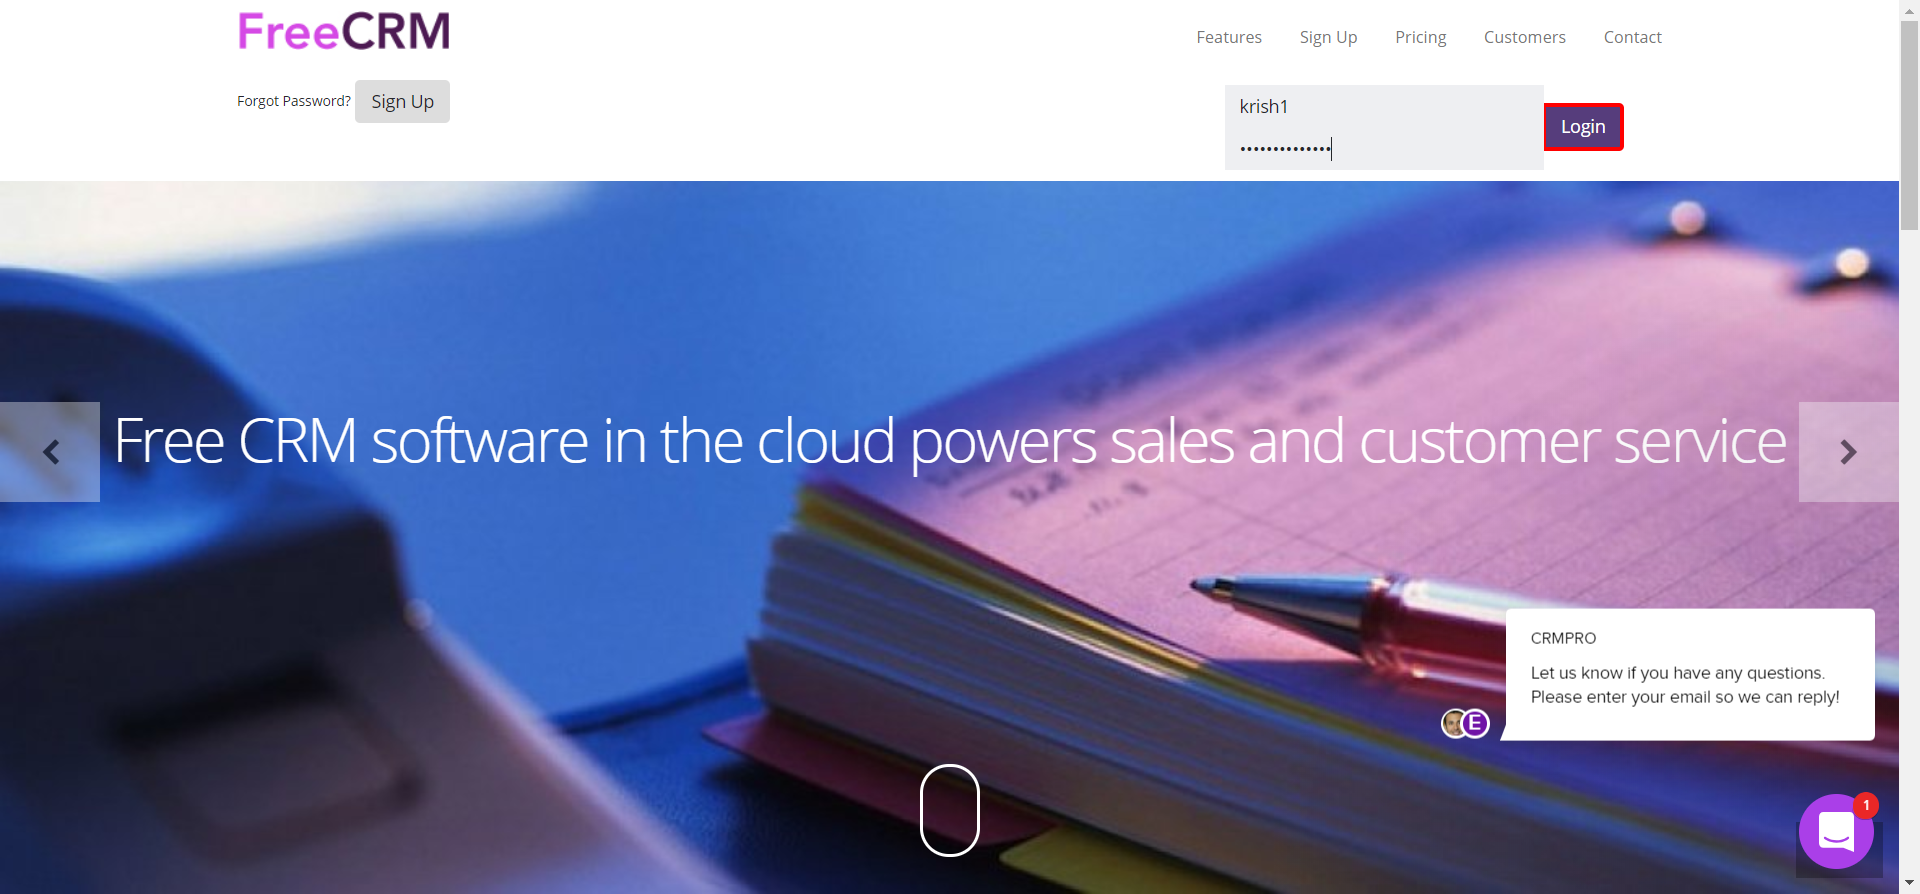 FreeCRM
Features Sign Up Pricing Customers Contact
Forgot Password? Sign Up
krish1
••••••••••••••
Login
Free CRM software in the cloud powers sales and customer service
CRMPRO
Let us know if you have any questions.
Please enter your email so we can reply!
E
1